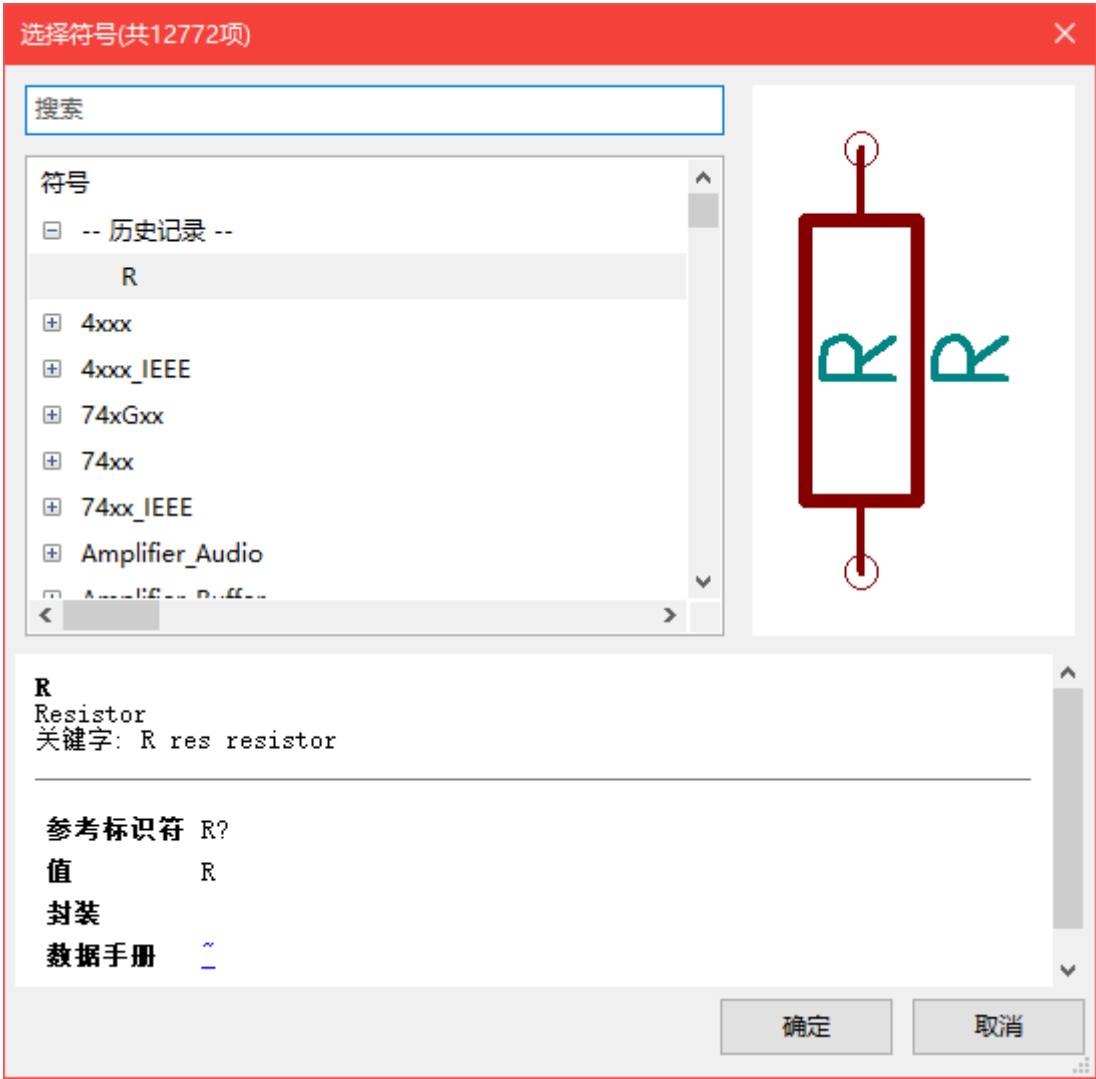 选择符号(共12772项)
搜索
符号
-- 历史记录 --
R
4xxx
4xxx_IEEE
74xGxx
74xx
74xx_IEEE
Amplifier_Audio
Amplifier_Buffer
R
R
R
Resistor
关键字: R res resistor
参考标识符 R?
值 R
封装
数据手册 ~
确定
取消